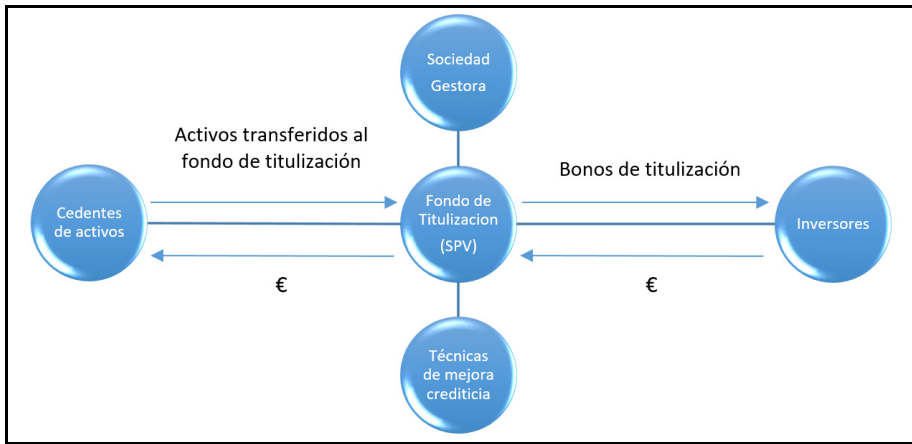 Sociedad
Gestora
Activos transferidos al
fondo de titulización
Bonos de titulización
Cedentes
de activos
Fondo de
Titulizacion
(SPV)
Inversores
€
€
Técnicas
de mejora
crediticia